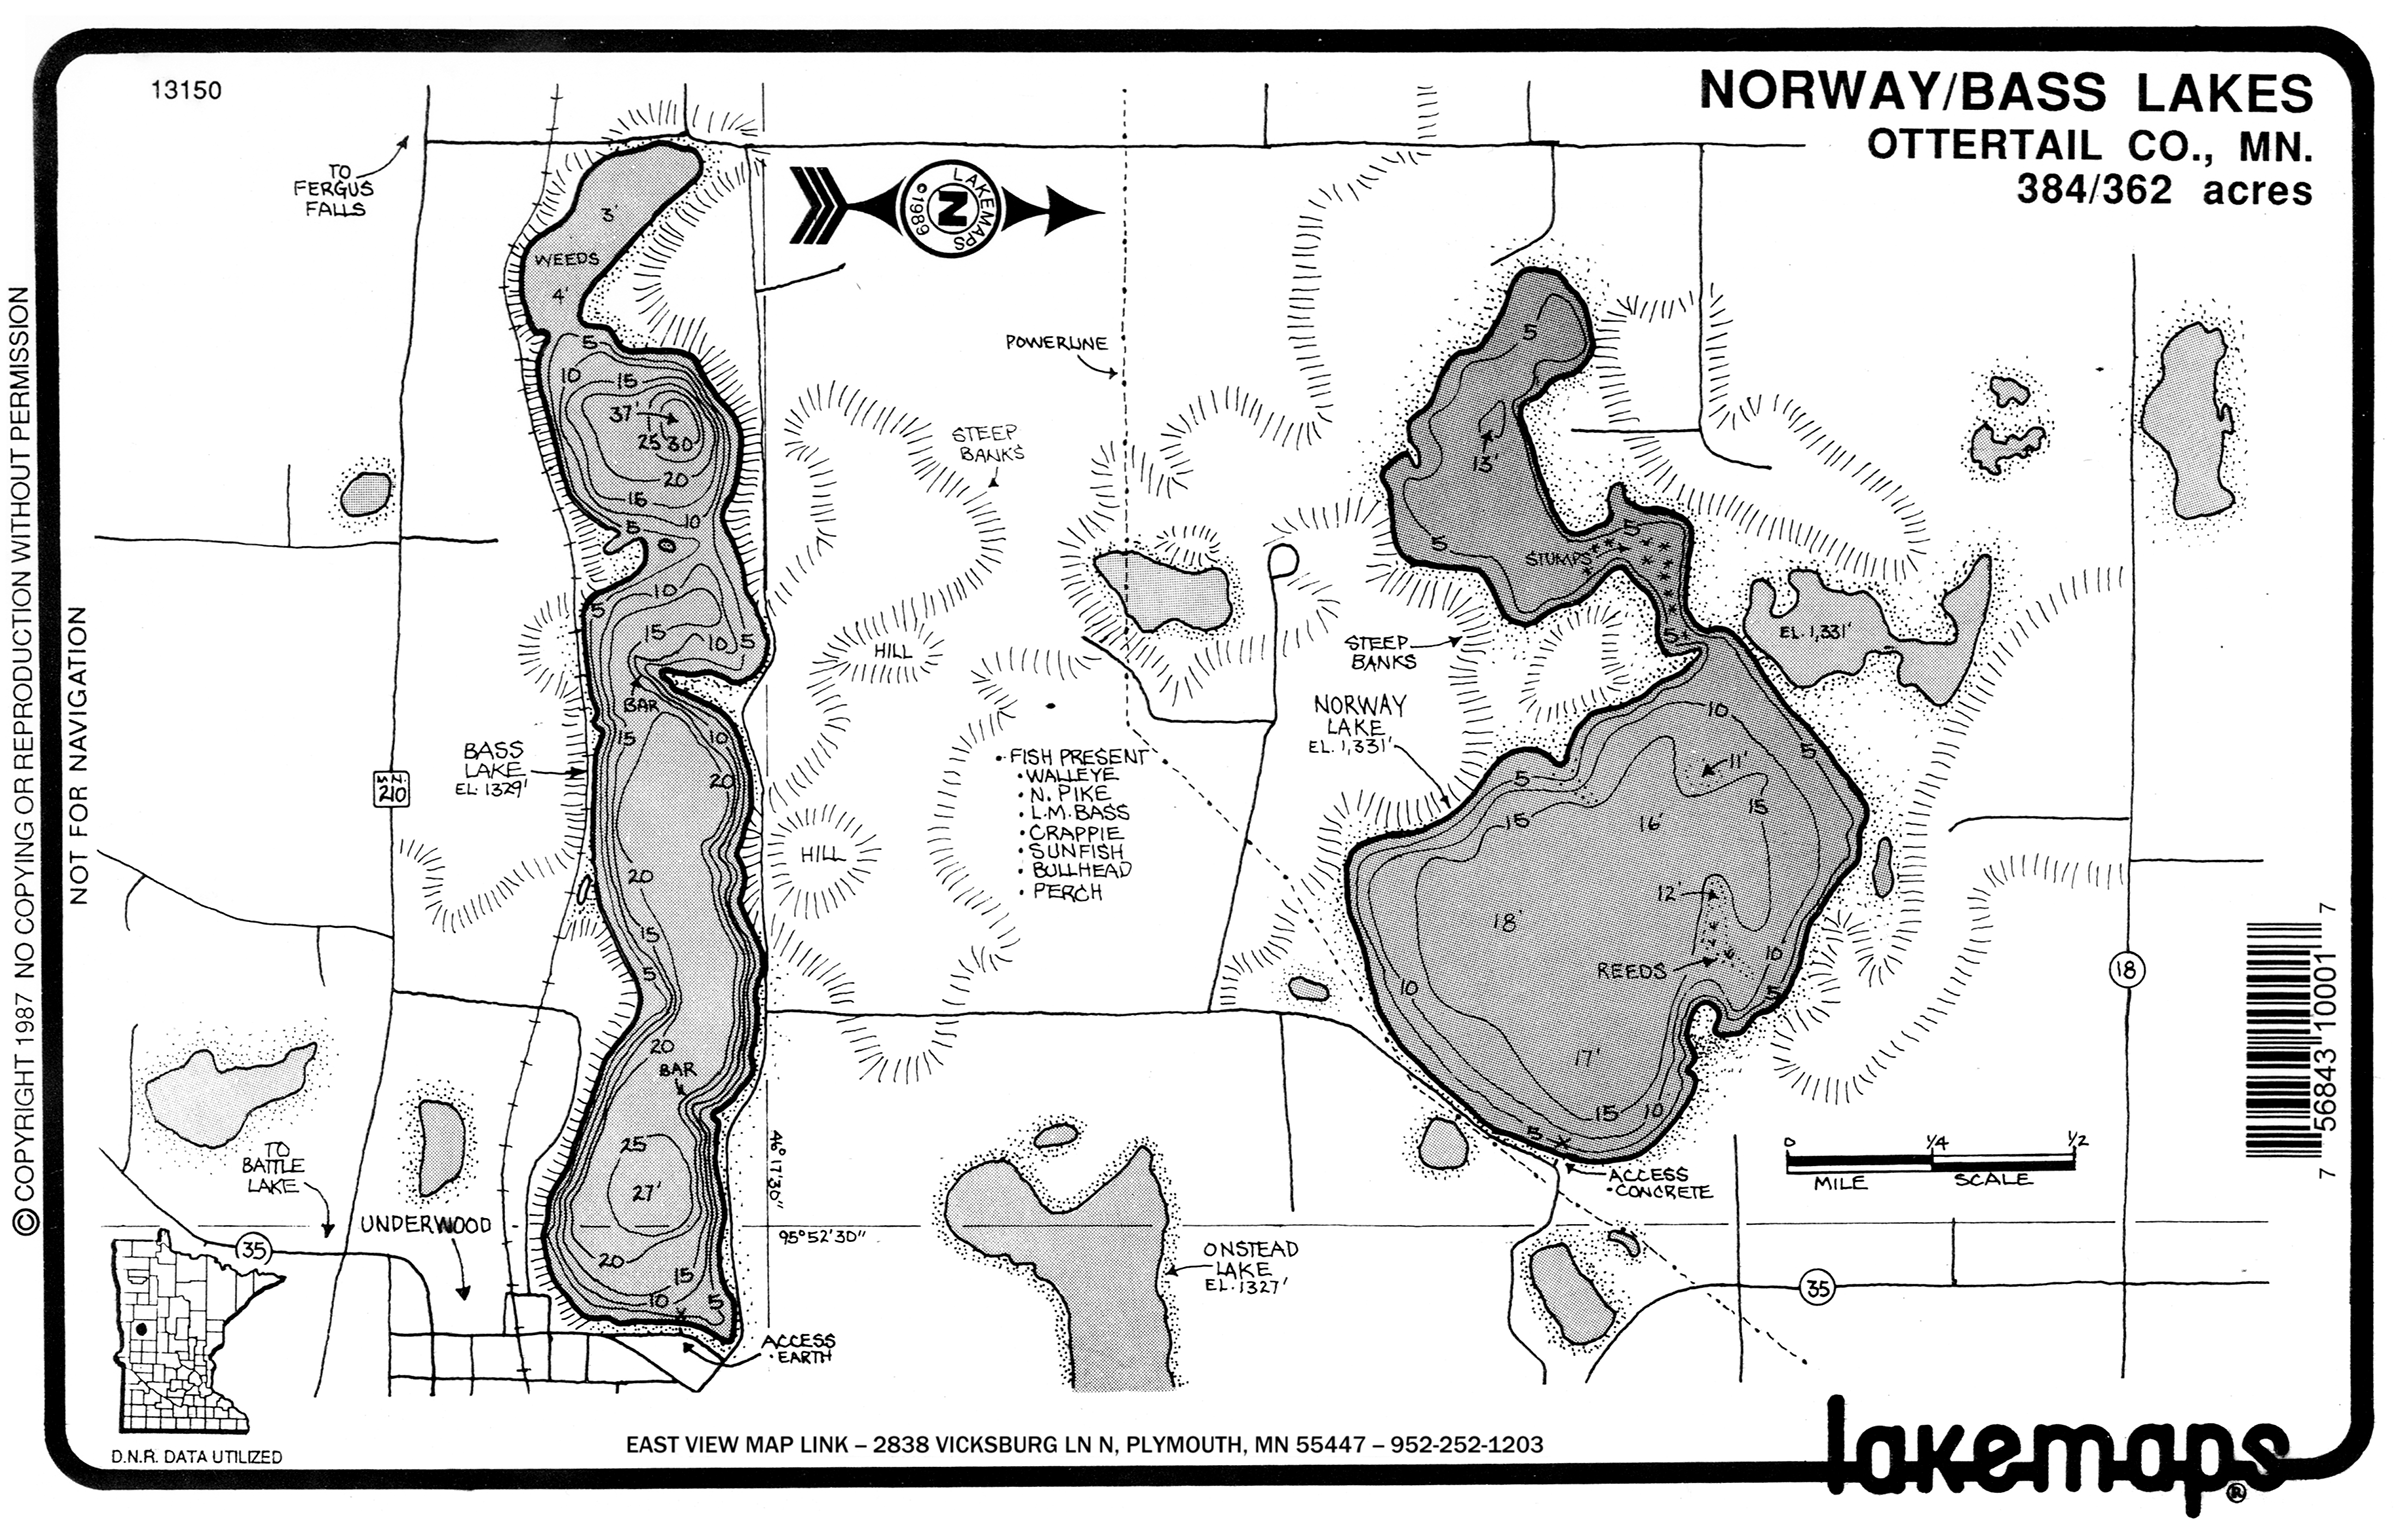 13150
NORWAY/BASS LAKES
OTTERTAIL CO., MN.
384/362 acres
TO
FERGUS
FALLS
LAKEMAPS
N
© 1989
3'
WEEDS
4'
5
10
15
37'
25
30
20
15
10
5
POWERLINE
STEEP
BANKS
5
13'
5
5
STUMPS
5
EL. 1,331'
5
10
15
10
5
HILL
STEEP
BANKS
BAR
15
10
20
BASS
LAKE
EL. 1329'
MN.
210
NORWAY
LAKE
EL. 1,331'
10
5
11'
5
15
16'
15
• FISH PRESENT
• WALLEYE
• N. PIKE
• L.M. BASS
• CRAPPIE
• SUNFISH
• BULLHEAD
• PERCH
HILL
20
15
5
12'
18'
10
REEDS
10
5
18
17'
15
10
5
20
BAR
25
27'
20
15
10
5
46°17'30"
95°52'30"
0 1/4 1/2
MILE SCALE
ACCESS
• CONCRETE
TO
BATTLE
LAKE
UNDERWOOD
35
ONSTEAD
LAKE
EL. 1327'
35
ACCESS
• EARTH
© COPYRIGHT 1987 NO COPYING OR REPRODUCTION WITHOUT PERMISSION
NOT FOR NAVIGATION
7 56843 10001 7
D.N.R. DATA UTILIZED
EAST VIEW MAP LINK – 2838 VICKSBURG LN N, PLYMOUTH, MN 55447 – 952-252-1203
lakemaps®